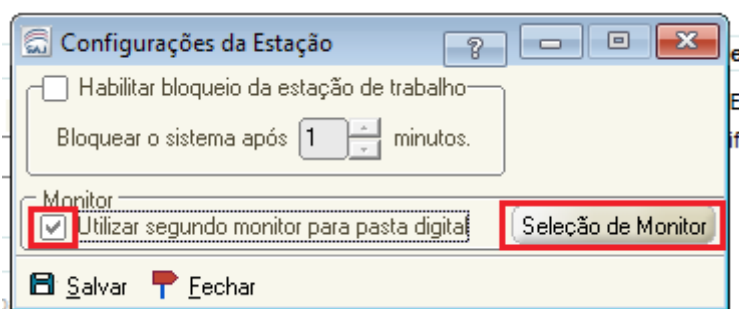 SAJ Configurações da Estação ?
Habilitar bloqueio da estação de trabalho
Bloquear o sistema após 1 minutos.
Monitor
Utilizar segundo monitor para pasta digital Seleção de Monitor
Salvar Fechar